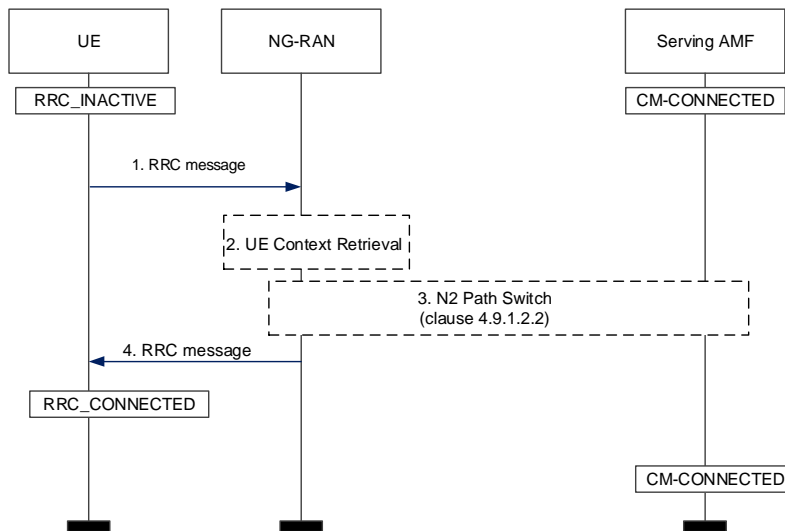 UE
NG-RAN
Serving AMF
RRC_INACTIVE
CM-CONNECTED
1. RRC message
2. UE Context Retrieval
3. N2 Path Switch
(clause 4.9.1.2.2)
4. RRC message
RRC_CONNECTED
CM-CONNECTED